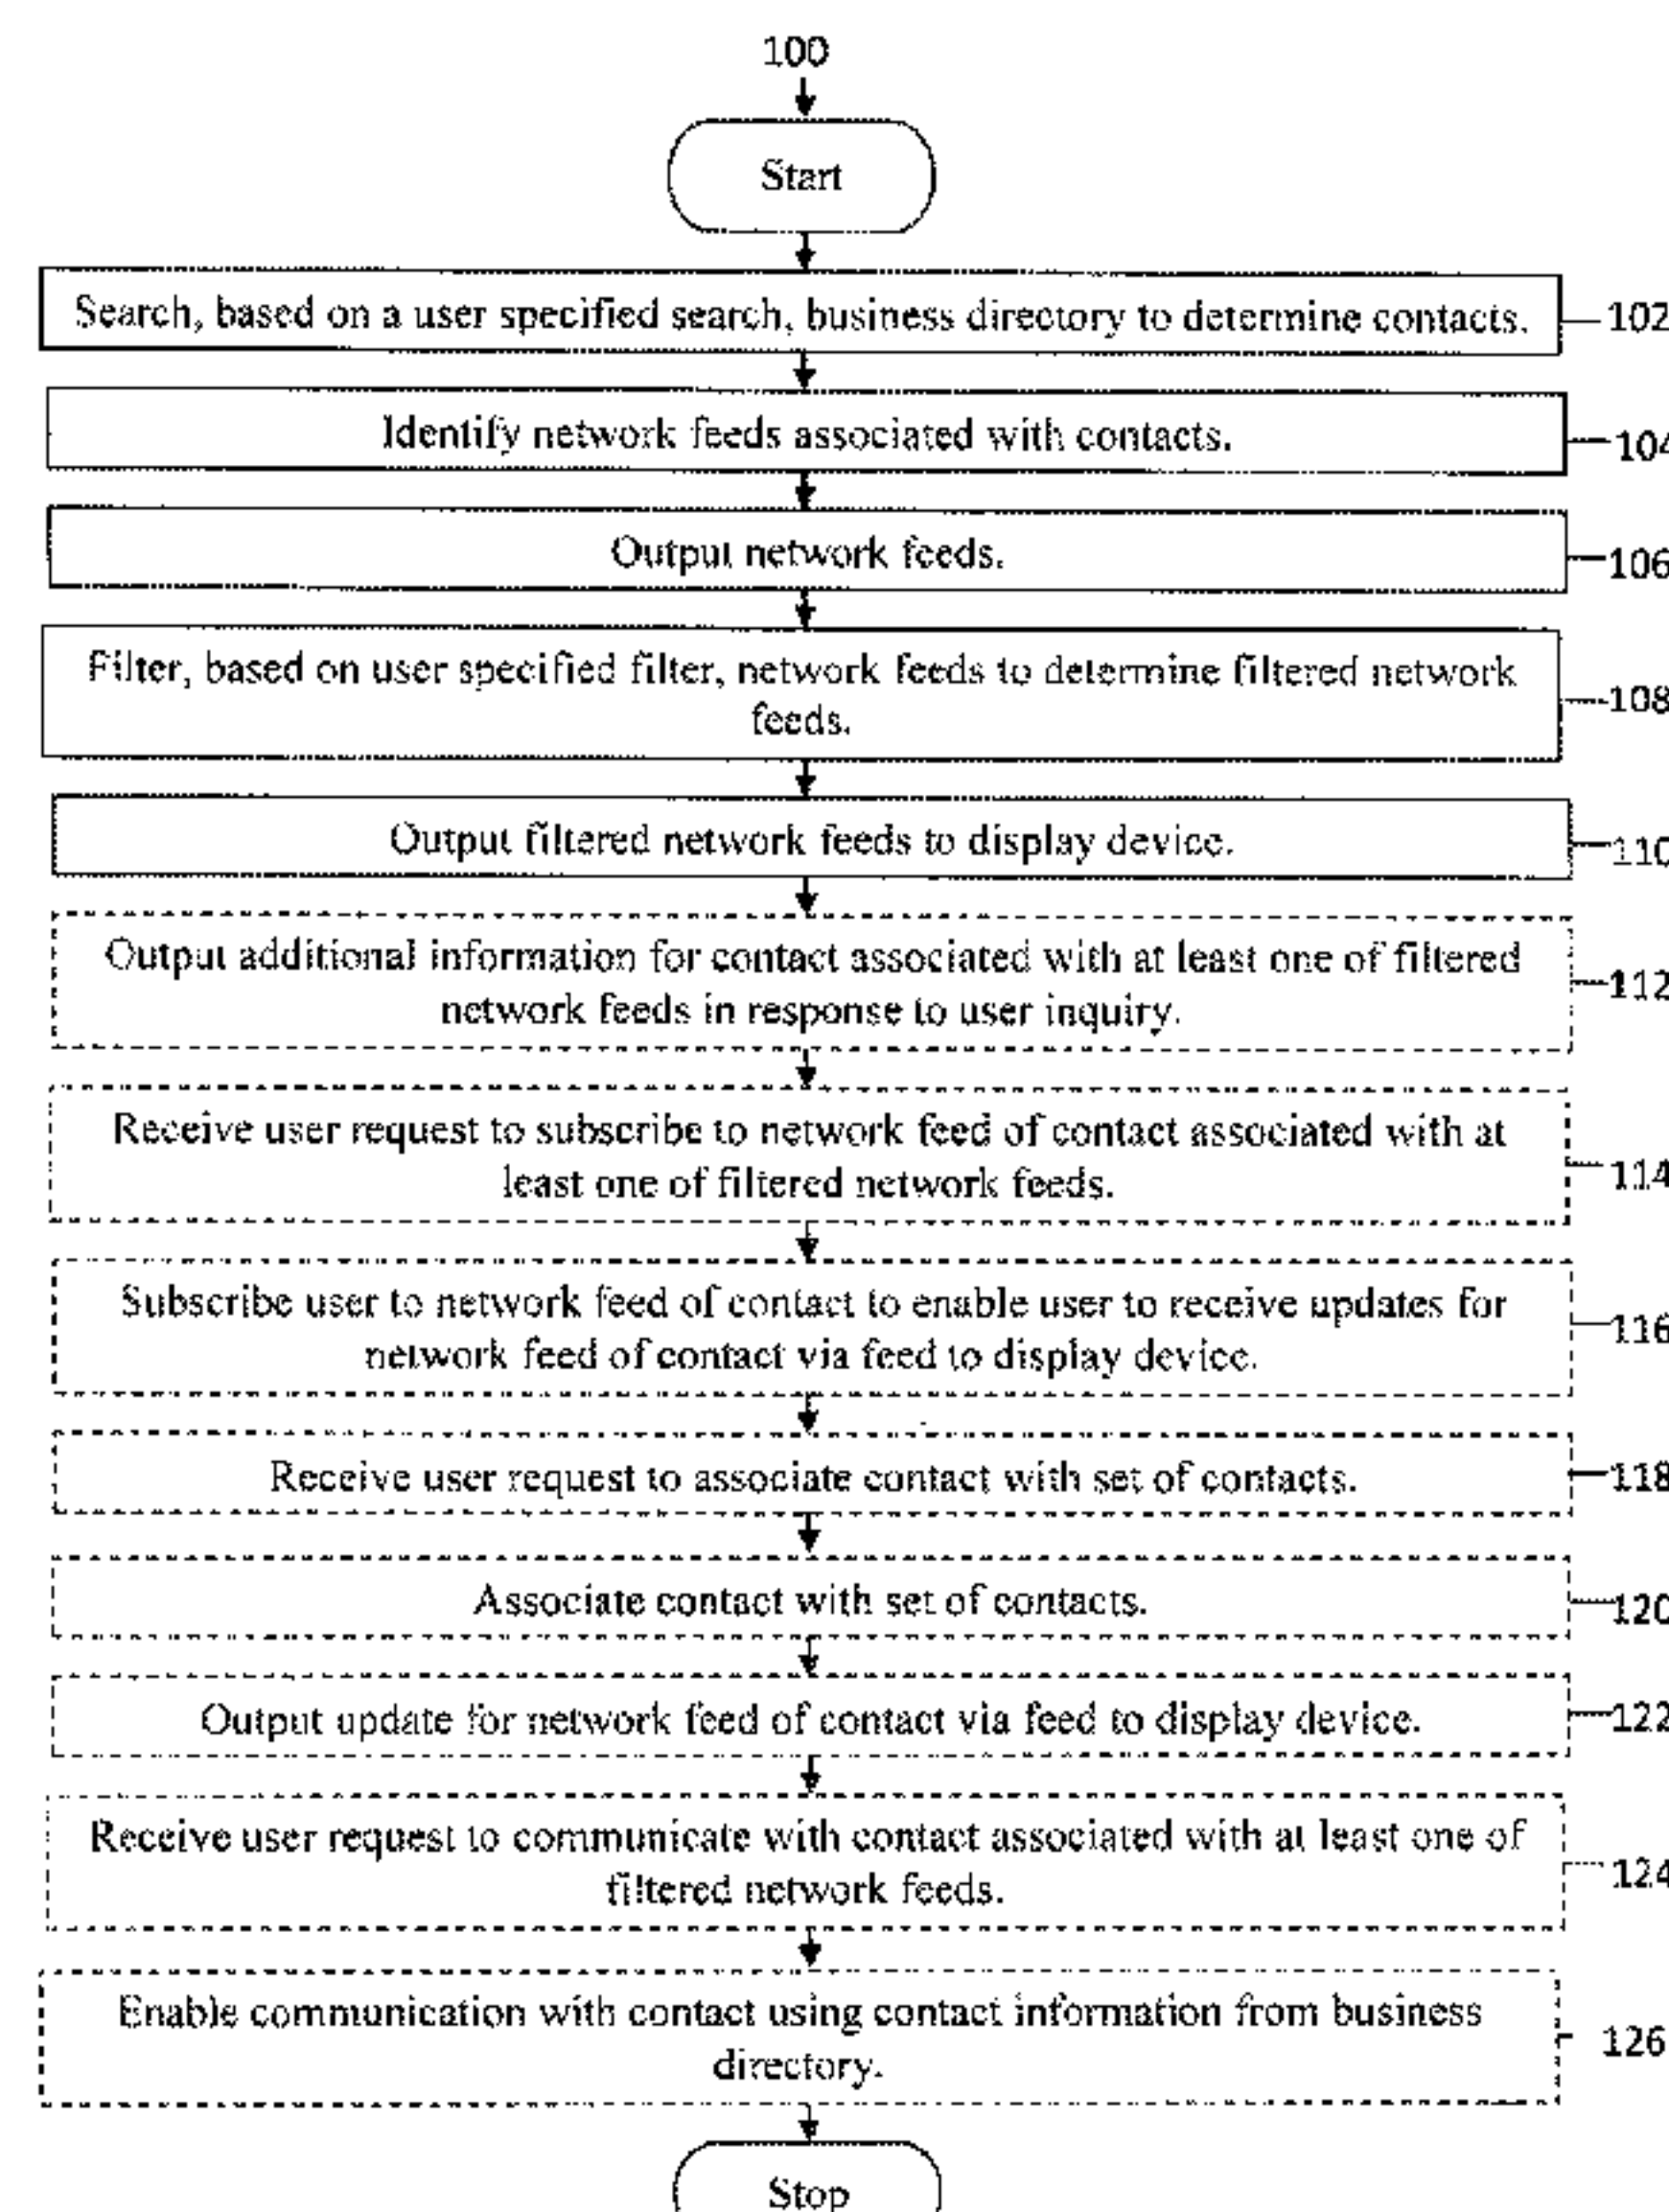 100
Start
Search, based on a user specified search, business directory to determine contacts.
102
Identify network feeds associated with contacts.
104
Output network feeds.
106
Filter, based on user specified filter, network feeds to determine filtered network
feeds.
108
Output filtered network feeds to display device.
110
Output additional information for contact associated with at least one of filtered
network feeds in response to user inquiry.
112
Receive user request to subscribe to network feed of contact associated with at
least one of filtered network feeds.
114
Subscribe user to network feed of contact to enable user to receive updates for
network feed of contact via feed to display device.
116
Receive user request to associate contact with set of contacts.
118
Associate contact with set of contacts.
120
Output update for network feed of contact via feed to display device.
122
Receive user request to communicate with contact associated with at least one of
filtered network feeds.
124
Enable communication with contact using contact information from business
directory.
126
Stop